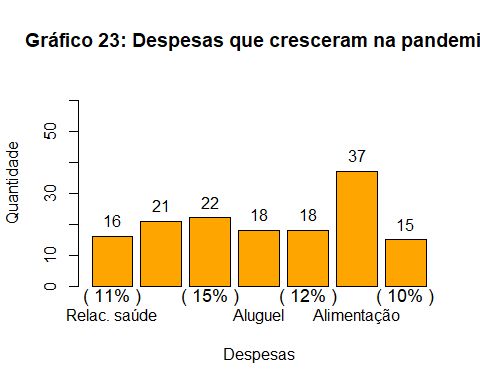 Gráfico 23: Despesas que cresceram na pandemi
Quantidade
50
30
10
0
16
21
22
18
18
37
15
( 11% ) ( 15% ) ( 12% ) ( 10% )
Relac. saúde Aluguel Alimentação
Despesas